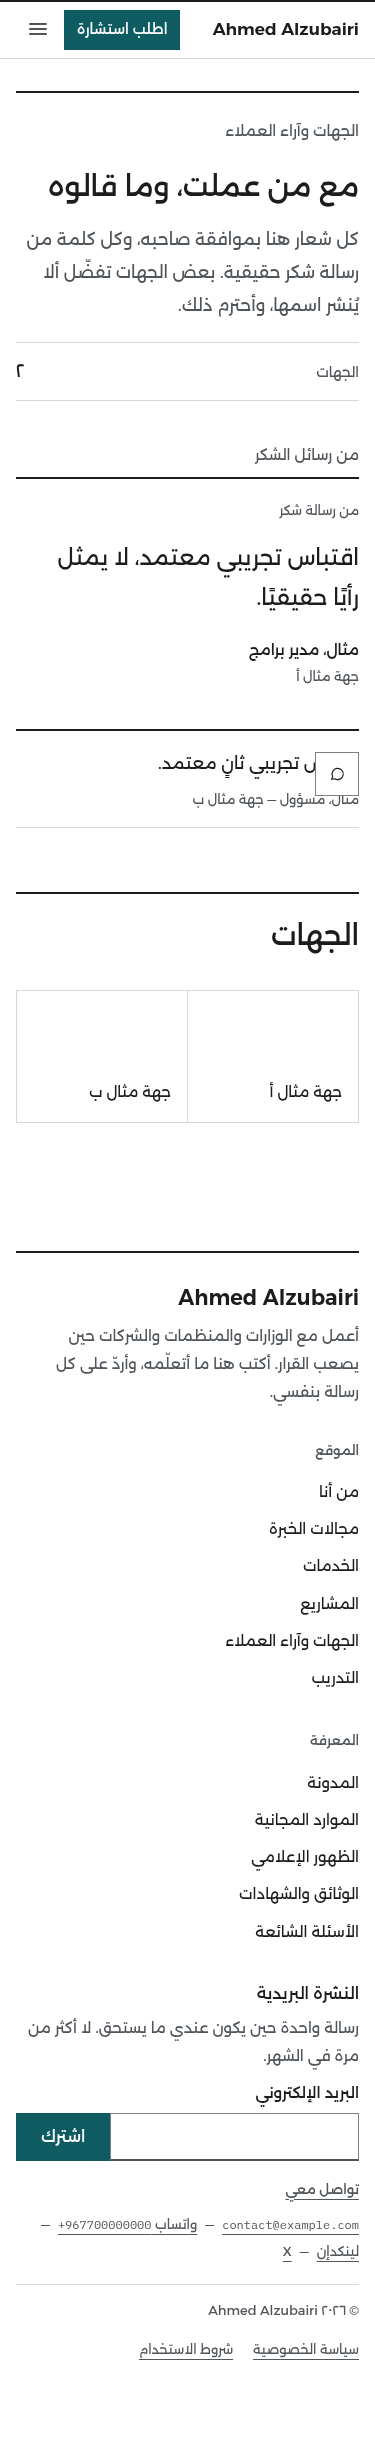 Ahmed Alzubairi
اطلب استشارة
الجهات وآراء العملاء
مع من عملت، وما قالوه
كل شعار هنا بموافقة صاحبه، وكل كلمة من
رسالة شكر حقيقية. بعض الجهات تفضّل ألا
يُنشر اسمها، وأحترم ذلك.
الجهات
٢
من رسائل الشكر
من رسالة شكر
اقتباس تجريبي معتمد، لا يمثل
رأيًا حقيقيًا.
مثال، مدير برامج
جهة مثال أ
تجريبي ثانٍ معتمد.
مثال، مسؤول — جهة مثال ب
الجهات
جهة مثال أ
جهة مثال ب
Ahmed Alzubairi
أعمل مع الوزارات والمنظمات والشركات حين
يصعب القرار. أكتب هنا ما أتعلّمه، وأردّ على كل
رسالة بنفسي.
الموقع
من أنا
مجالات الخبرة
الخدمات
المشاريع
الجهات وآراء العملاء
التدريب
المعرفة
المدونة
الموارد المجانية
الظهور الإعلامي
الوثائق والشهادات
الأسئلة الشائعة
النشرة البريدية
رسالة واحدة حين يكون عندي ما يستحق. لا أكثر من
مرة في الشهر.
البريد الإلكتروني
اشترك
تواصل معي
contact@example.com — واتساب +967700000000 —
لينكدإن — X
© ٢٠٢٦ Ahmed Alzubairi
سياسة الخصوصية
شروط الاستخدام